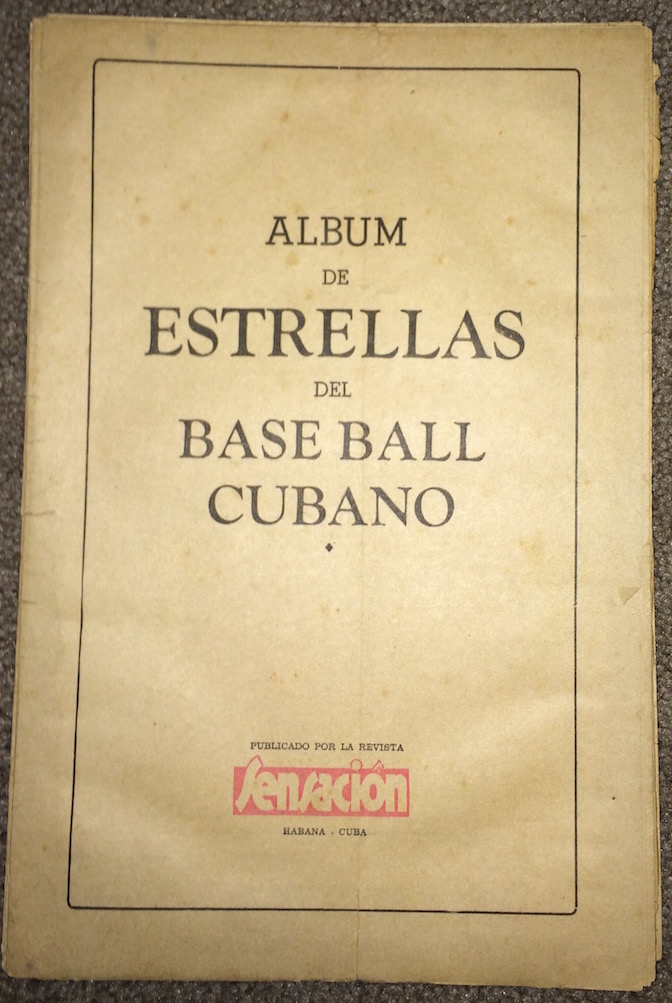 ALBUM
DE
ESTRELLAS
DEL
BASE BALL
CUBANO
PUBLICADO POR LA REVISTA
Sensación
HABANA - CUBA